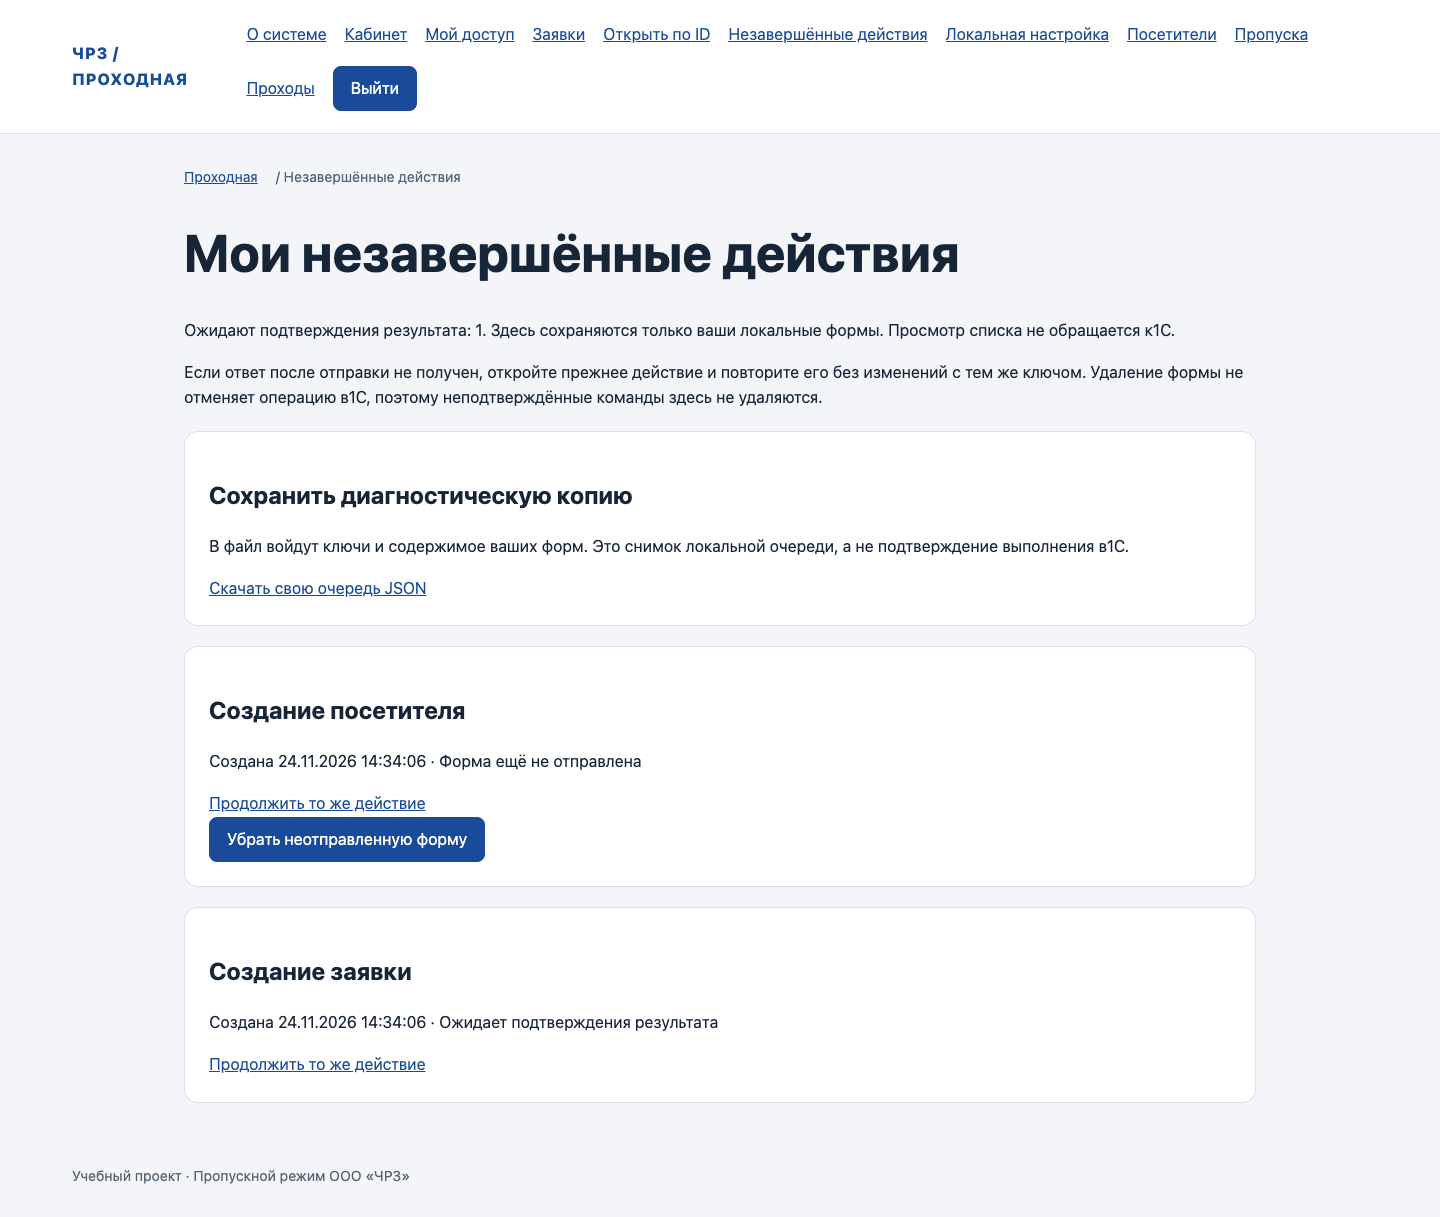 ЧРЗ /
ПРОХОДНАЯ
О системе Кабинет Мой доступ Заявки Открыть по ID Незавершённые действия Локальная настройка Посетители Пропуска
Проходы Выйти
Проходная / Незавершённые действия
Мои незавершённые действия
Ожидают подтверждения результата: 1. Здесь сохраняются только ваши локальные формы. Просмотр списка не обращается к1С.
Если ответ после отправки не получен, откройте прежнее действие и повторите его без изменений с тем же ключом. Удаление формы не
отменяет операцию в1С, поэтому неподтверждённые команды здесь не удаляются.
Сохранить диагностическую копию
В файл войдут ключи и содержимое ваших форм. Это снимок локальной очереди, а не подтверждение выполнения в1С.
Скачать свою очередь JSON
Создание посетителя
Создана 24.11.2026 14:34:06 · Форма ещё не отправлена
Продолжить то же действие
Убрать неотправленную форму
Создание заявки
Создана 24.11.2026 14:34:06 · Ожидает подтверждения результата
Продолжить то же действие
Учебный проект · Пропускной режим ООО «ЧРЗ»